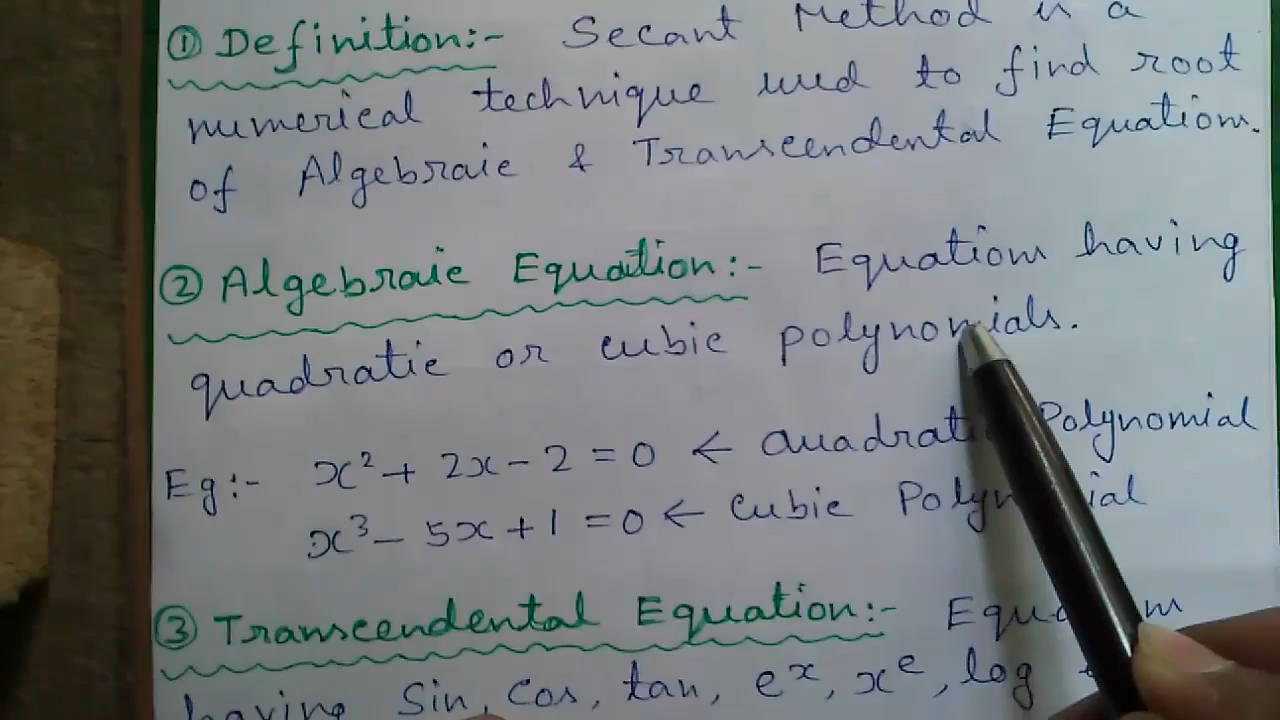 ① Definition:- Secant Method is a
numerical technique used to find root
of Algebraic & Transcendental Equation.
② Algebraic Equation:- Equation having
quadratic or cubic polynomials.
Eg:- x² + 2x - 2 = 0 ← Quadratic Polynomial
x³ - 5x + 1 = 0 ← Cubic Polynomial
③ Transcendental Equation:- Equation
having Sin, Cos, tan, eˣ, xᵉ, log